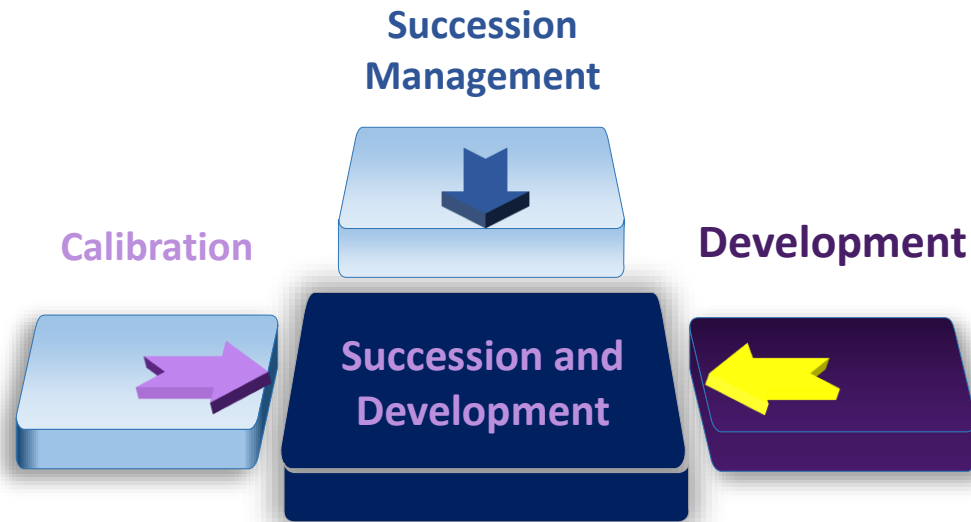 Succession
Management
Calibration
Development
Succession and
Development